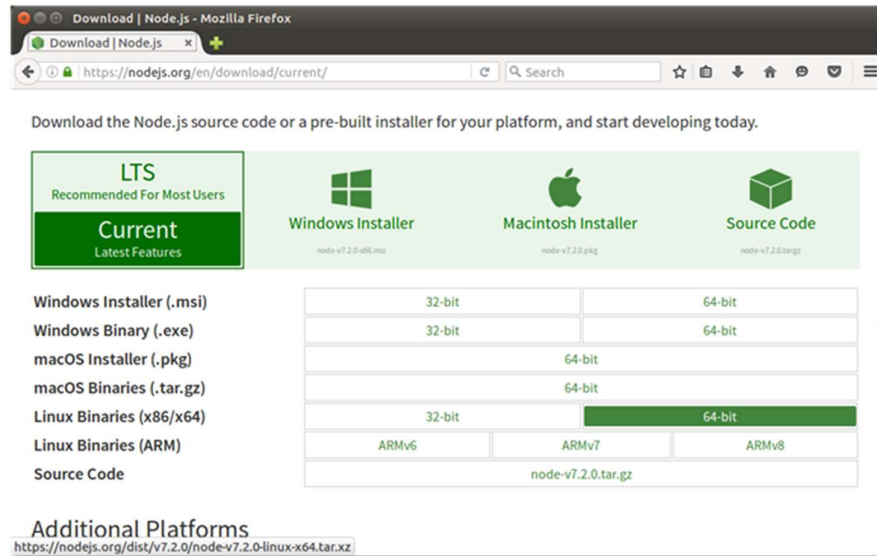 Download | Node.js - Mozilla Firefox
Download | Node.js
https://nodejs.org/en/download/current/
Search
Download the Node.js source code or a pre-built installer for your platform, and start developing today.
LTS
Recommended For Most Users
Current
Latest Features
Windows Installer
node-v7.2.0-x86.msi
Macintosh Installer
node-v7.2.0.pkg
Source Code
node-v7.2.0.tar.gz
Windows Installer (.msi) 32-bit 64-bit
Windows Binary (.exe) 32-bit 64-bit
macOS Installer (.pkg) 64-bit
macOS Binaries (.tar.gz) 64-bit
Linux Binaries (x86/x64) 32-bit 64-bit
Linux Binaries (ARM) ARMv6 ARMv7 ARMv8
Source Code node-v7.2.0.tar.gz
Additional Platforms
https://nodejs.org/dist/v7.2.0/node-v7.2.0-linux-x64.tar.xz